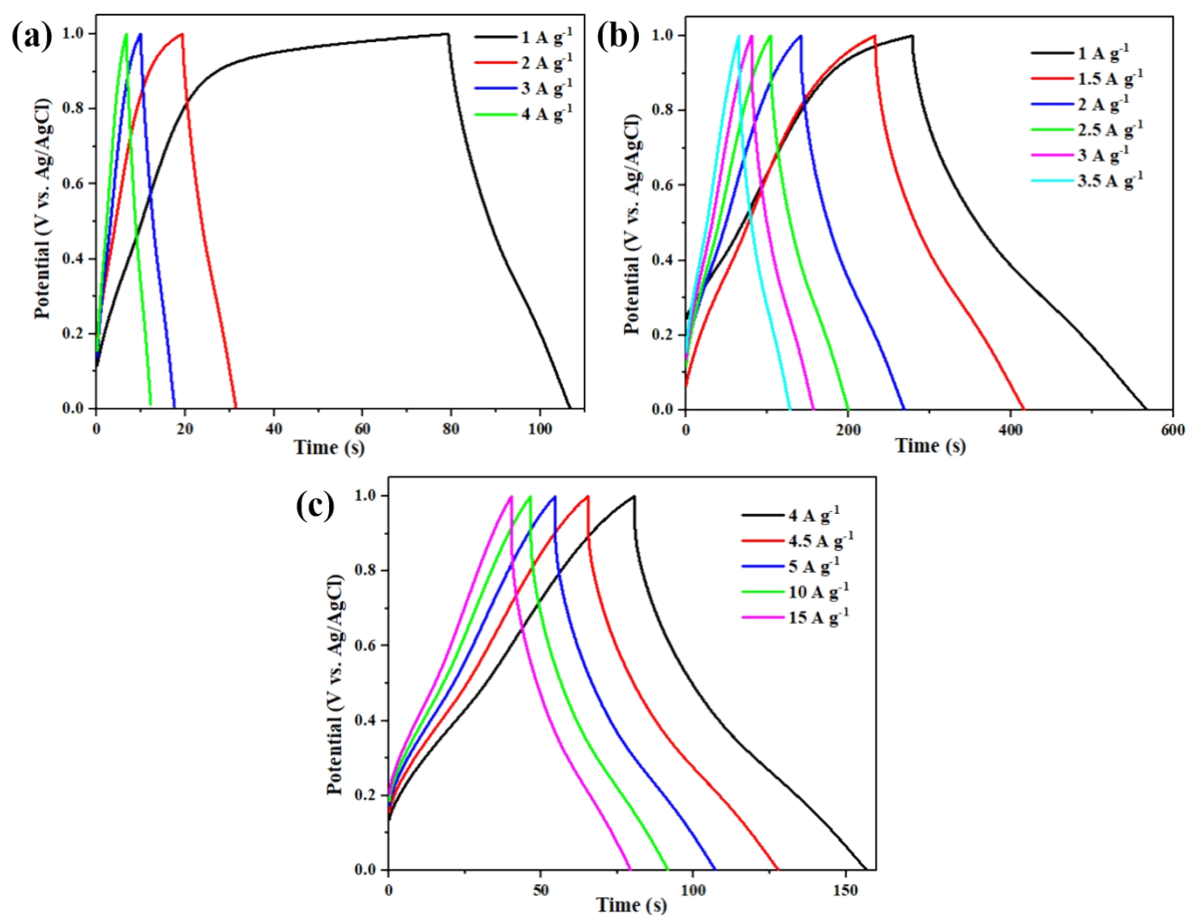 (a)
1 A g⁻¹
2 A g⁻¹
3 A g⁻¹
4 A g⁻¹
Potential (V vs. Ag/AgCl)
1.0
0.8
0.6
0.4
0.2
0.0
0 20 40 60 80 100
Time (s)
(b)
1 A g⁻¹
1.5 A g⁻¹
2 A g⁻¹
2.5 A g⁻¹
3 A g⁻¹
3.5 A g⁻¹
Potential (V vs. Ag/AgCl)
1.0
0.8
0.6
0.4
0.2
0.0
0 200 400 600
Time (s)
(c)
4 A g⁻¹
4.5 A g⁻¹
5 A g⁻¹
10 A g⁻¹
15 A g⁻¹
Potential (V vs. Ag/AgCl)
1.0
0.8
0.6
0.4
0.2
0.0
0 50 100 150
Time (s)